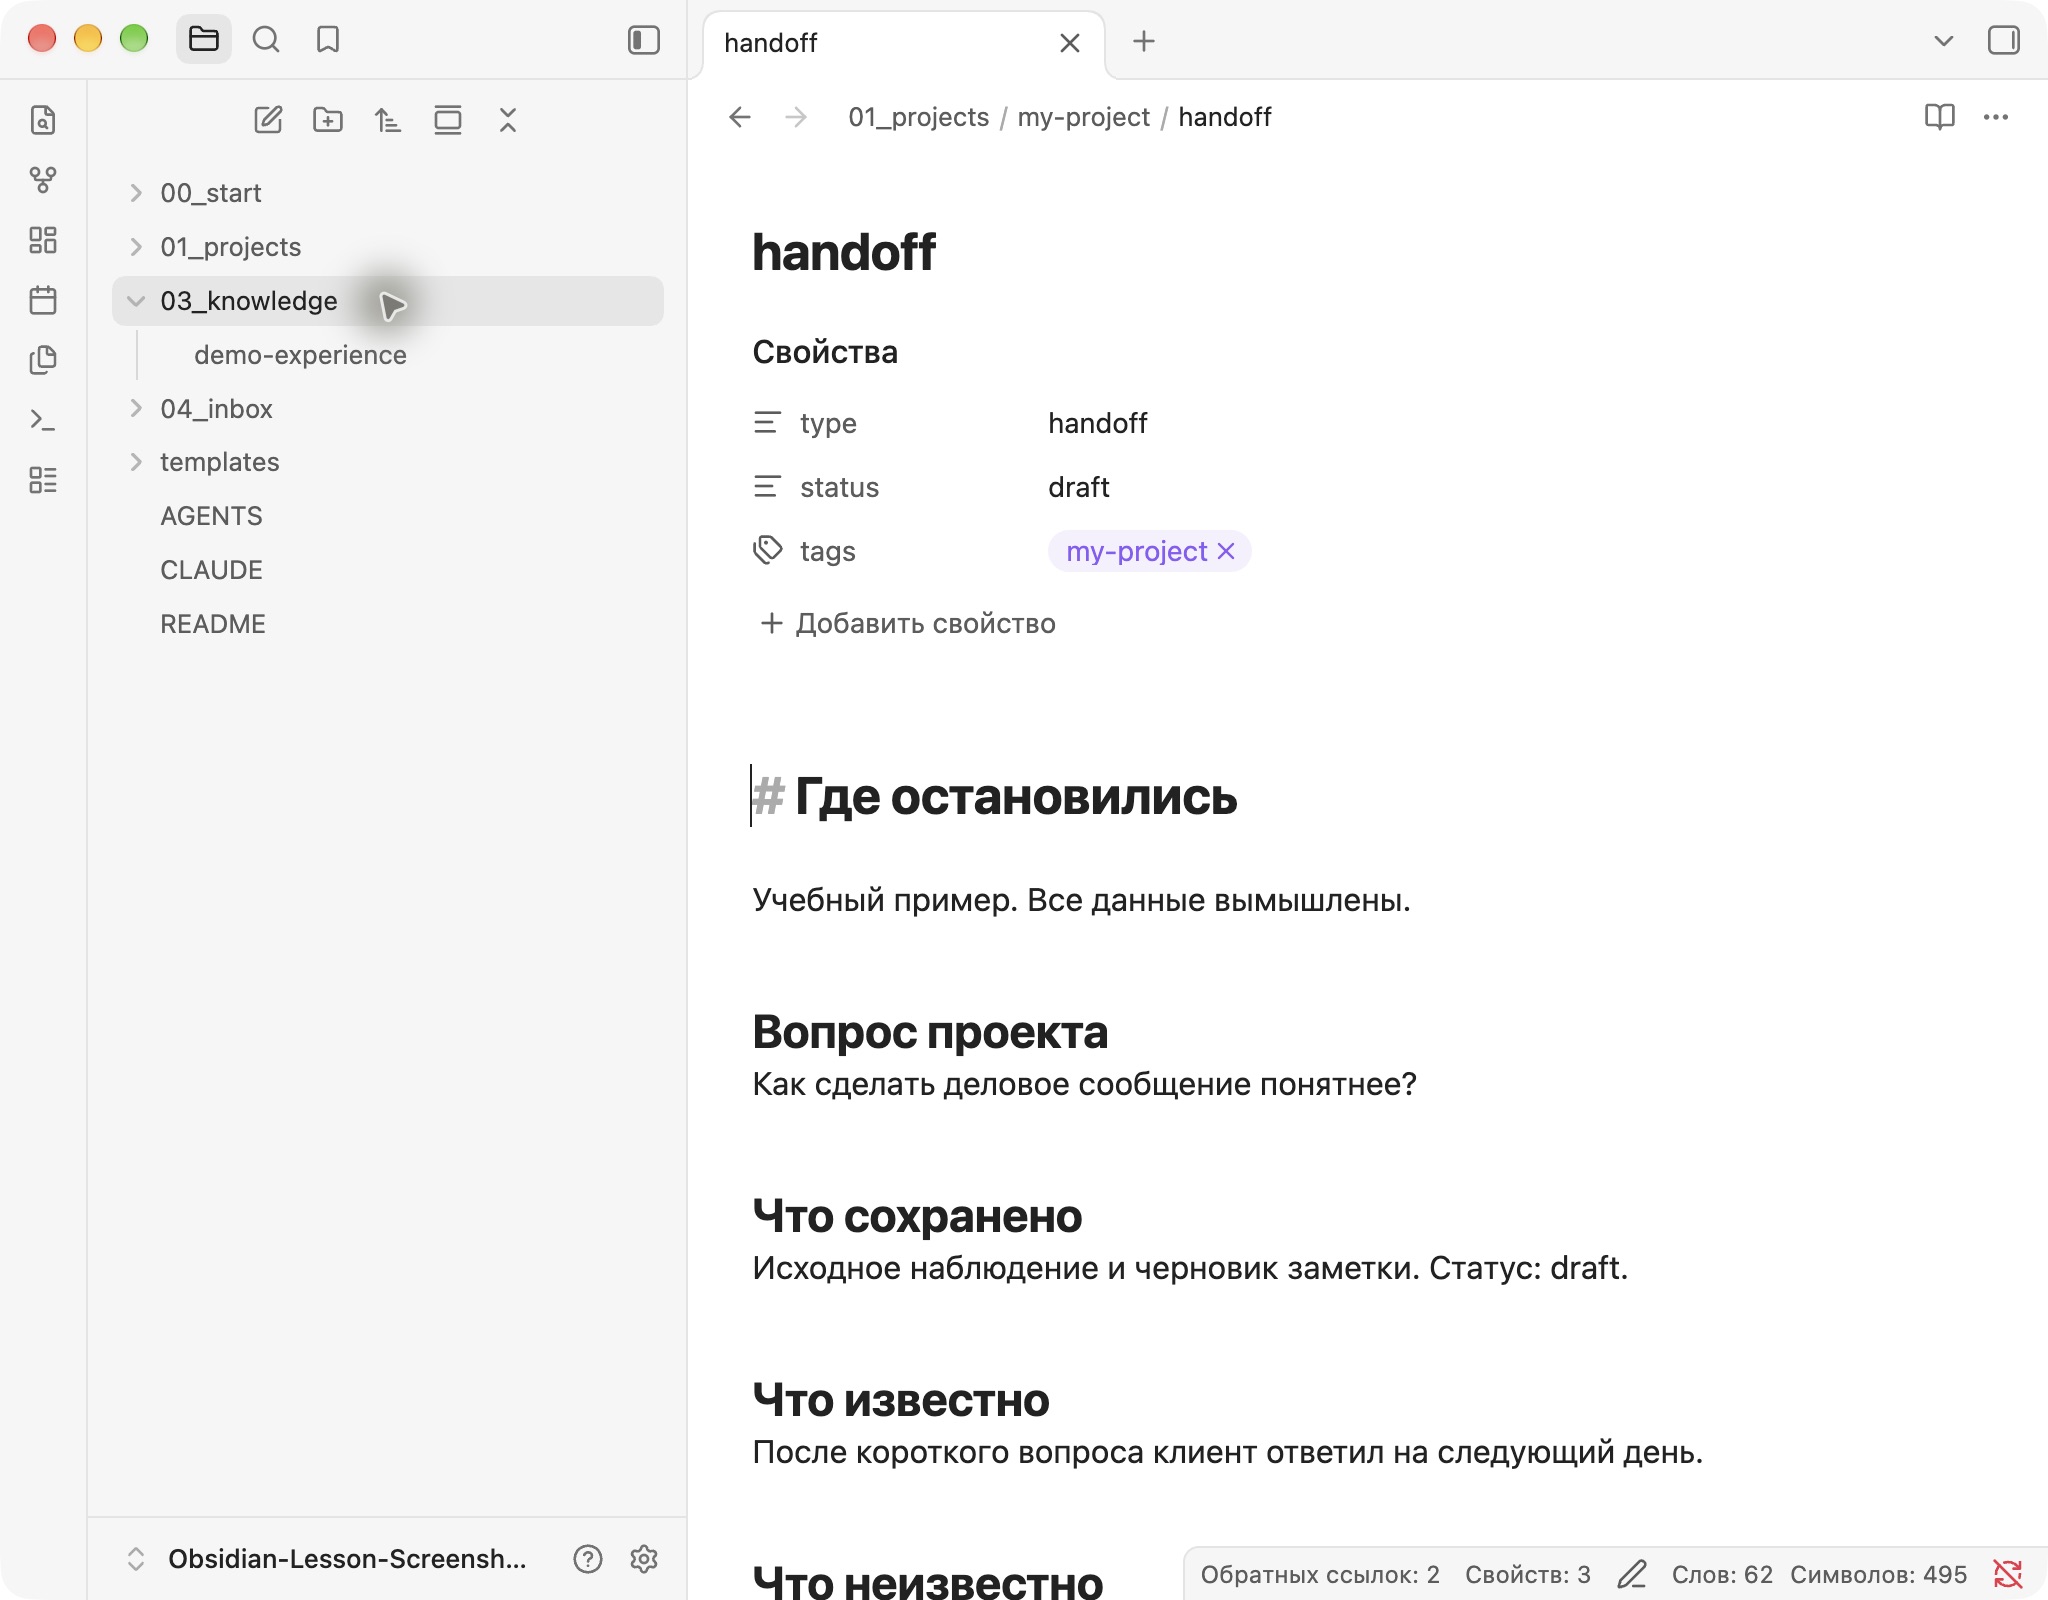 handoff
01_projects / my-project / handoff
00_start
01_projects
03_knowledge
demo-experience
04_inbox
templates
AGENTS
CLAUDE
README
Obsidian-Lesson-Screensh...
handoff
Свойства
type handoff
status draft
tags my-project
Добавить свойство
# Где остановились
Учебный пример. Все данные вымышлены.
Вопрос проекта
Как сделать деловое сообщение понятнее?
Что сохранено
Исходное наблюдение и черновик заметки. Статус: draft.
Что известно
После короткого вопроса клиент ответил на следующий день.
Что неизвестно
Обратных ссылок: 2 Свойств: 3 Слов: 62 Символов: 495